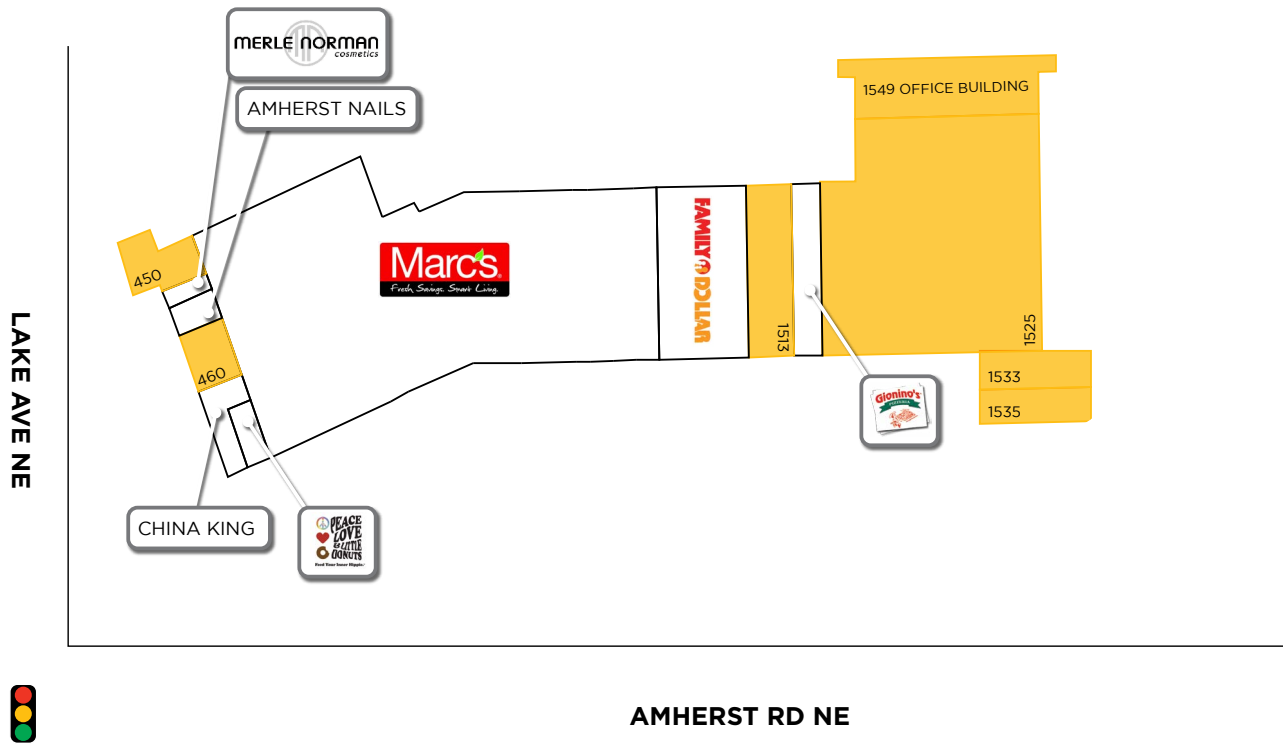 MERLE NORMAN
cosmetics
AMHERST NAILS
1549 OFFICE BUILDING
450
Marc's
Fresh Savings. Smart Living.
FAMILY DOLLAR
1513
1525
460
1533
1535
Gionino's
PIZZERIA
CHINA KING
PEACE
LOVE
& LITTLE
DONUTS
Feed Your Inner Hippie!
LAKE AVE NE
AMHERST RD NE